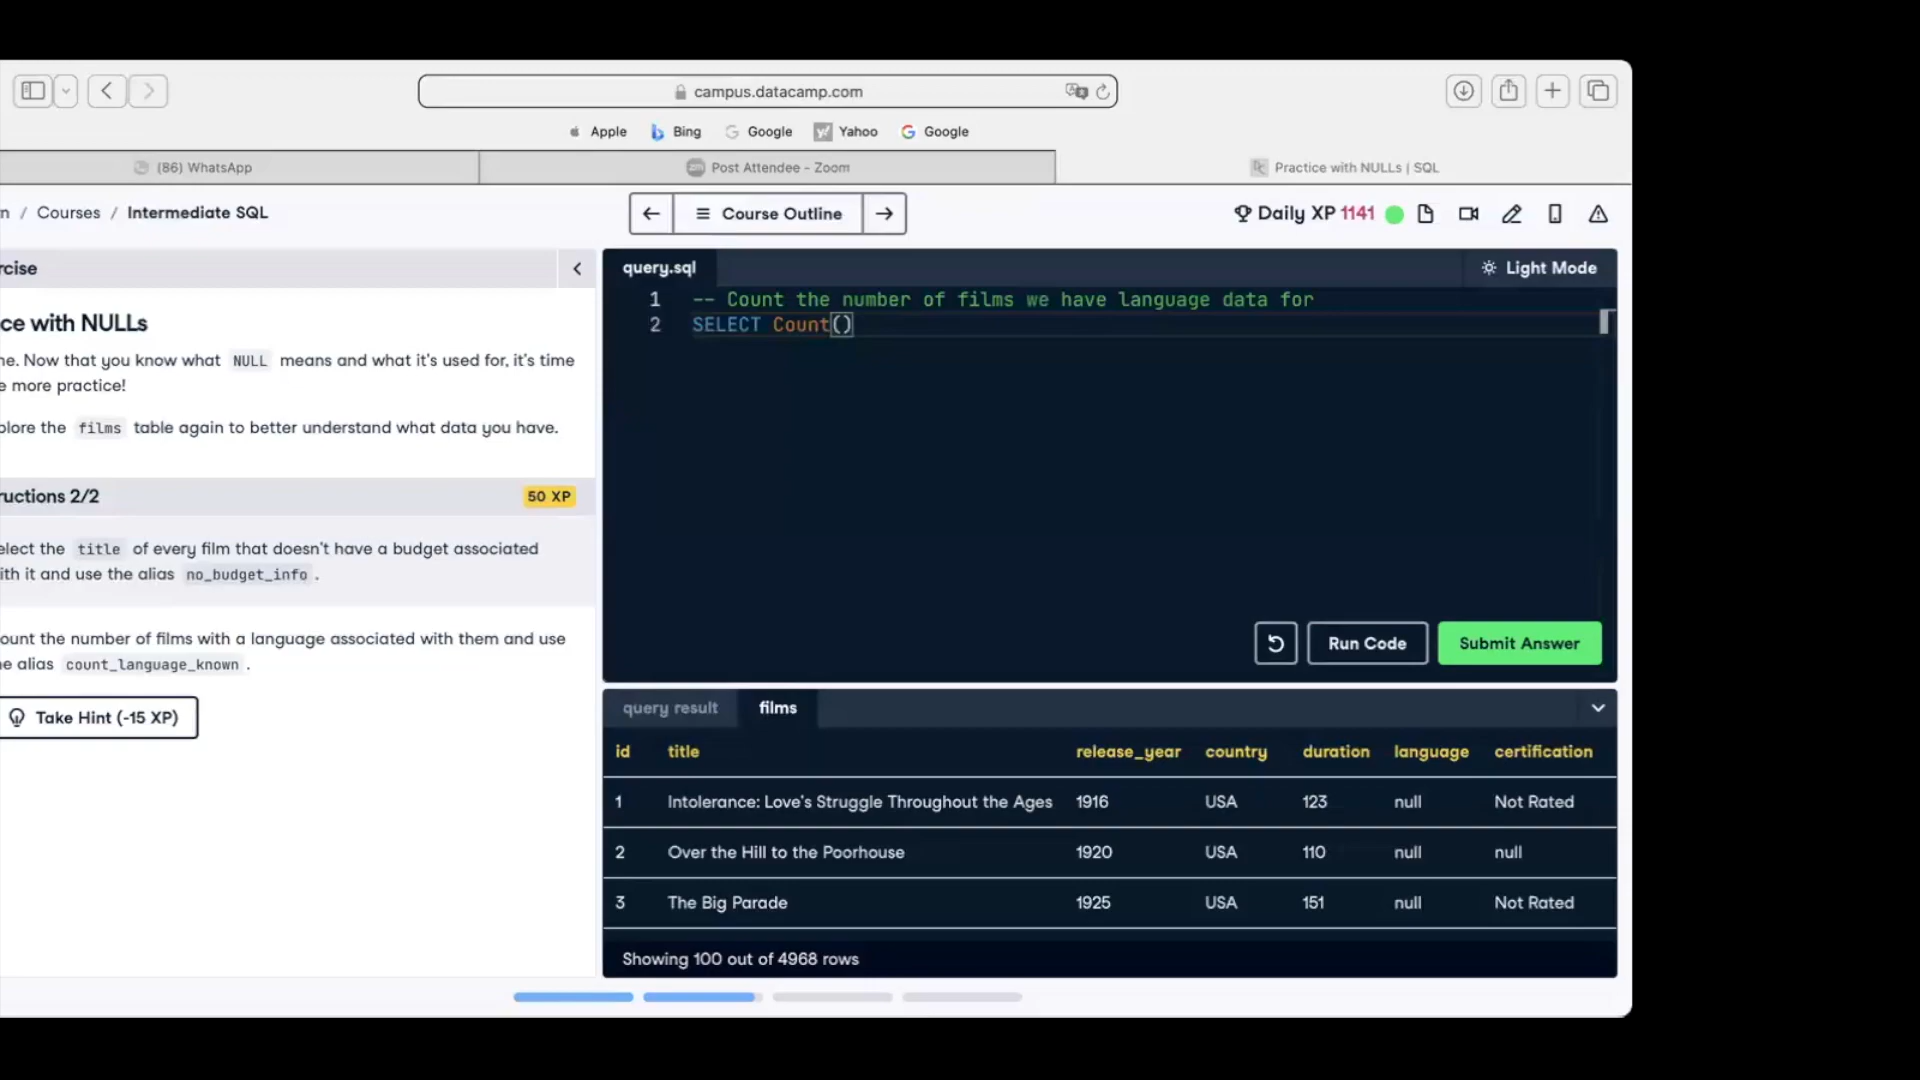 campus.datacamp.com
Apple Bing Google Yahoo Google
(86) WhatsApp Post Attendee - Zoom Practice with NULLs | SQL
n / Courses / Intermediate SQL
Course Outline
Daily XP 1141
rcise
ce with NULLs
ne. Now that you know what NULL means and what it's used for, it's time
e more practice!
plore the films table again to better understand what data you have.
ructions 2/2
50 XP
elect the title of every film that doesn't have a budget associated
ith it and use the alias no_budget_info .
ount the number of films with a language associated with them and use
ne alias count_language_known .
Take Hint (-15 XP)
query.sql
Light Mode
1 -- Count the number of films we have language data for
2 SELECT Count()
Run Code
Submit Answer
query result films
id title release_year country duration language certification
1 Intolerance: Love's Struggle Throughout the Ages 1916 USA 123 null Not Rated
2 Over the Hill to the Poorhouse 1920 USA 110 null null
3 The Big Parade 1925 USA 151 null Not Rated
Showing 100 out of 4968 rows